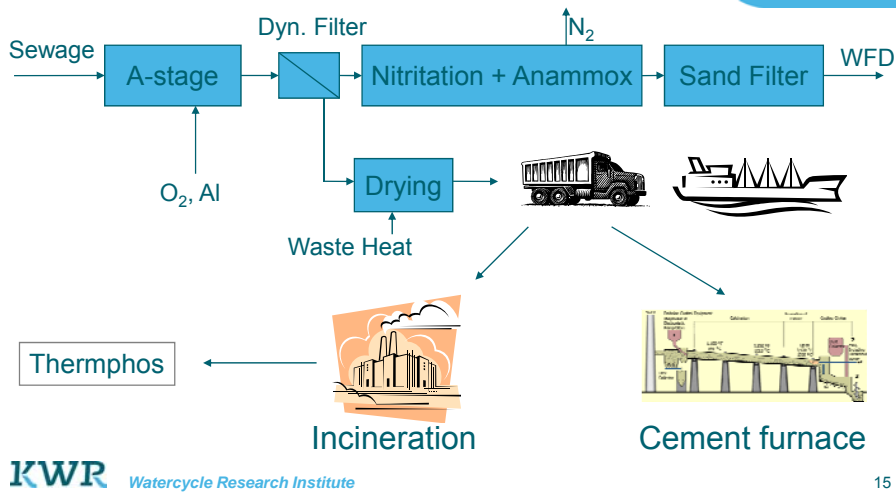 Dyn. Filter
N₂
Sewage
WFD
A-stage
Nitritation + Anammox
Sand Filter
O₂, Al
Drying
Waste Heat
Thermphos
Incineration
Cement furnace
KWR Watercycle Research Institute
15